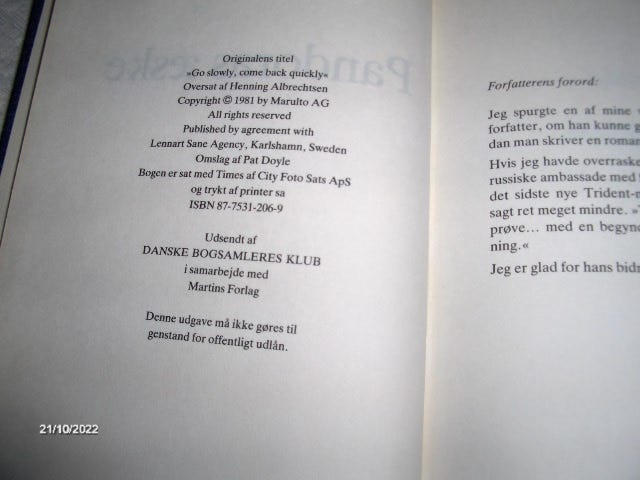 Originalens titel
»Go slowly, come back quickly«
Oversat af Henning Albrechtsen
Copyright © 1981 by Marulto AG
All rights reserved
Published by agreement with
Lennart Sane Agency, Karlshamn, Sweden
Omslag af Pat Doyle
Bogen er sat med Times af City Foto Sats ApS
og trykt af printer sa
ISBN 87-7531-206-9
Udsendt af
DANSKE BOGSAMLERES KLUB
i samarbejde med
Martins Forlag
Denne udgave må ikke gøres til
genstand for offentligt udlån.
Forfatterens forord:
Jeg spurgte en af mine
forfatter, om han kunne
dan man skriver en roman
Hvis jeg havde overraske
russiske ambassade med
det sidste nye Trident-
sagt ret meget mindre.
prøve... med en begyn
ning.«
Jeg er glad for hans bidr
21/10/2022